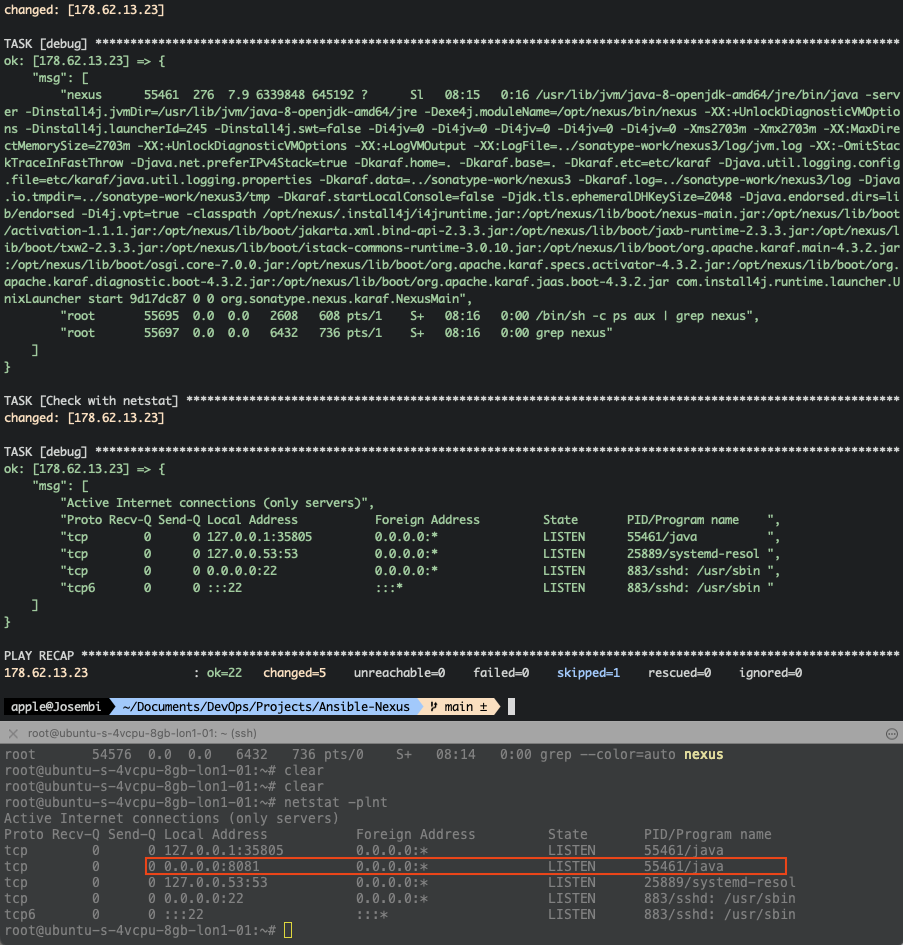 changed: [178.62.13.23]
TASK [debug] *******************************************************************************************************************
ok: [178.62.13.23] => {
"msg": [
"nexus      55461  276  7.9 6339848 645192 ?      Sl   08:15   0:16 /usr/lib/jvm/java-8-openjdk-amd64/jre/bin/java -serv
er -Dinstall4j.jvmDir=/usr/lib/jvm/java-8-openjdk-amd64/jre -Dexe4j.moduleName=/opt/nexus/bin/nexus -XX:+UnlockDiagnosticVMOptio
ns -Dinstall4j.launcherId=245 -Dinstall4j.swt=false -Di4jv=0 -Di4jv=0 -Di4jv=0 -Di4jv=0 -Di4jv=0 -Xms2703m -Xmx2703m -XX:MaxDire
ctMemorySize=2703m -XX:+UnlockDiagnosticVMOptions -XX:+LogVMOutput -XX:LogFile=../sonatype-work/nexus3/log/jvm.log -XX:-OmitStac
kTraceInFastThrow -Djava.net.preferIPv4Stack=true -Dkaraf.home=. -Dkaraf.base=. -Dkaraf.etc=etc/karaf -Djava.util.logging.config
.file=etc/karaf/java.util.logging.properties -Dkaraf.data=../sonatype-work/nexus3 -Dkaraf.log=../sonatype-work/nexus3/log -Djava
.io.tmpdir=../sonatype-work/nexus3/tmp -Dkaraf.startLocalConsole=false -Djdk.tls.ephemeralDHKeySize=2048 -Djava.endorsed.dirs=li
b/endorsed -Di4j.vpt=true -classpath /opt/nexus/.install4j/i4jruntime.jar:/opt/nexus/lib/boot/nexus-main.jar:/opt/nexus/lib/boot
/activation-1.1.1.jar:/opt/nexus/lib/boot/jakarta.xml.bind-api-2.3.3.jar:/opt/nexus/lib/boot/jaxb-runtime-2.3.3.jar:/opt/nexus/l
ib/boot/txw2-2.3.3.jar:/opt/nexus/lib/boot/istack-commons-runtime-3.0.10.jar:/opt/nexus/lib/boot/org.apache.karaf.main-4.3.2.jar
:/opt/nexus/lib/boot/osgi.core-7.0.0.jar:/opt/nexus/lib/boot/org.apache.karaf.specs.activator-4.3.2.jar:/opt/nexus/lib/boot/org.
apache.karaf.diagnostic.boot-4.3.2.jar:/opt/nexus/lib/boot/org.apache.karaf.jaas.boot-4.3.2.jar com.install4j.runtime.launcher.U
nixLauncher start 9d17dc87 0 0 org.sonatype.nexus.karaf.NexusMain",
"root       55695  0.0  0.0   2608   608 pts/1    S+   08:16   0:00 /bin/sh -c ps aux | grep nexus",
"root       55697  0.0  0.0   6432   736 pts/1    S+   08:16   0:00 grep nexus"
]
}
TASK [Check with netstat] ******************************************************************************************************
changed: [178.62.13.23]
TASK [debug] *******************************************************************************************************************
ok: [178.62.13.23] => {
"msg": [
"Active Internet connections (only servers)",
"Proto Recv-Q Send-Q Local Address           Foreign Address         State       PID/Program name    ",
"tcp        0      0 127.0.0.1:35805         0.0.0.0:*               LISTEN      55461/java          ",
"tcp        0      0 127.0.0.53:53           0.0.0.0:*               LISTEN      25889/systemd-resol ",
"tcp        0      0 0.0.0.0:22              0.0.0.0:*               LISTEN      883/sshd: /usr/sbin ",
"tcp6       0      0 :::22                   :::*                    LISTEN      883/sshd: /usr/sbin "
]
}
PLAY RECAP *********************************************************************************************************************
178.62.13.23               : ok=22   changed=5    unreachable=0    failed=0    skipped=1    rescued=0    ignored=0
apple@Josembi ~/Documents/DevOps/Projects/Ansible-Nexus main ±
root@ubuntu-s-4vcpu-8gb-lon1-01: ~ (ssh)
root       54576  0.0  0.0   6432   736 pts/0    S+   08:14   0:00 grep --color=auto nexus
root@ubuntu-s-4vcpu-8gb-lon1-01:~# clear
root@ubuntu-s-4vcpu-8gb-lon1-01:~# clear
root@ubuntu-s-4vcpu-8gb-lon1-01:~# netstat -plnt
Active Internet connections (only servers)
Proto Recv-Q Send-Q Local Address           Foreign Address         State       PID/Program name
tcp        0      0 127.0.0.1:35805         0.0.0.0:*               LISTEN      55461/java
tcp        0      0 0.0.0.0:8081            0.0.0.0:*               LISTEN      55461/java
tcp        0      0 127.0.53:53           0.0.0.0:*               LISTEN      25889/systemd-resol
tcp        0      0 0.0.0.0:22              0.0.0.0:*               LISTEN      883/sshd: /usr/sbin
tcp6       0      0 :::22                   :::*                    LISTEN      883/sshd: /usr/sbin
root@ubuntu-s-4vcpu-8gb-lon1-01:~#